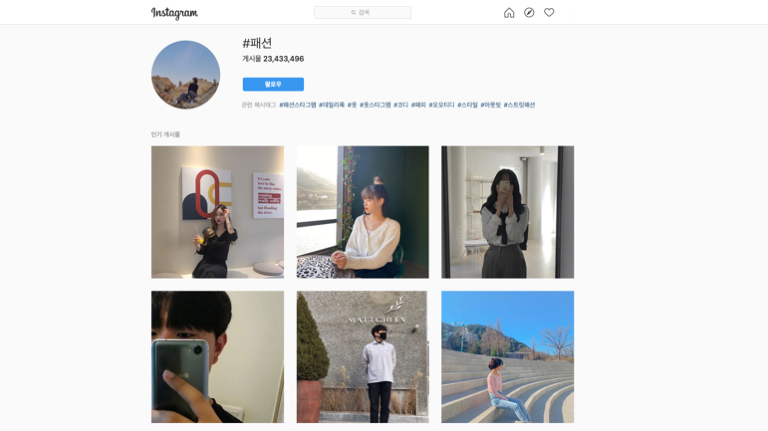 Instagram
검색
#패션
게시물 23,433,496
팔로우
관련 해시태그 #패션스타그램 #데일리룩 #옷 #옷스타그램 #코디 #패피 #오오티디 #스타일 #아웃핏 #스트릿패션
인기 게시물